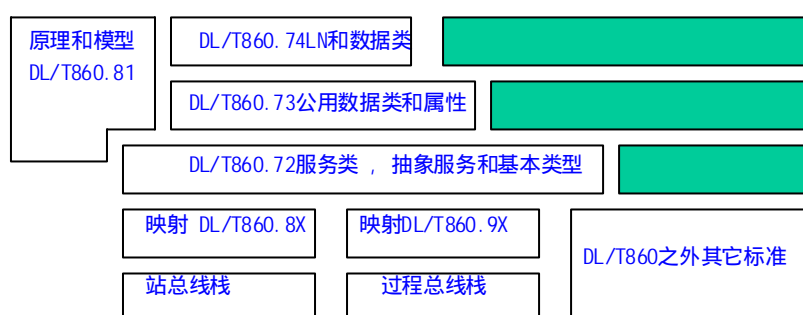 原理和模型
DL/T860.81
DL/T860.74LN和数据类
DL/T860.73公用数据类和属性
DL/T860.72服务类 ，抽象服务和基本类型
映射 DL/T860.8X
映射DL/T860.9X
DL/T860之外其它标准
站总线栈
过程总线栈